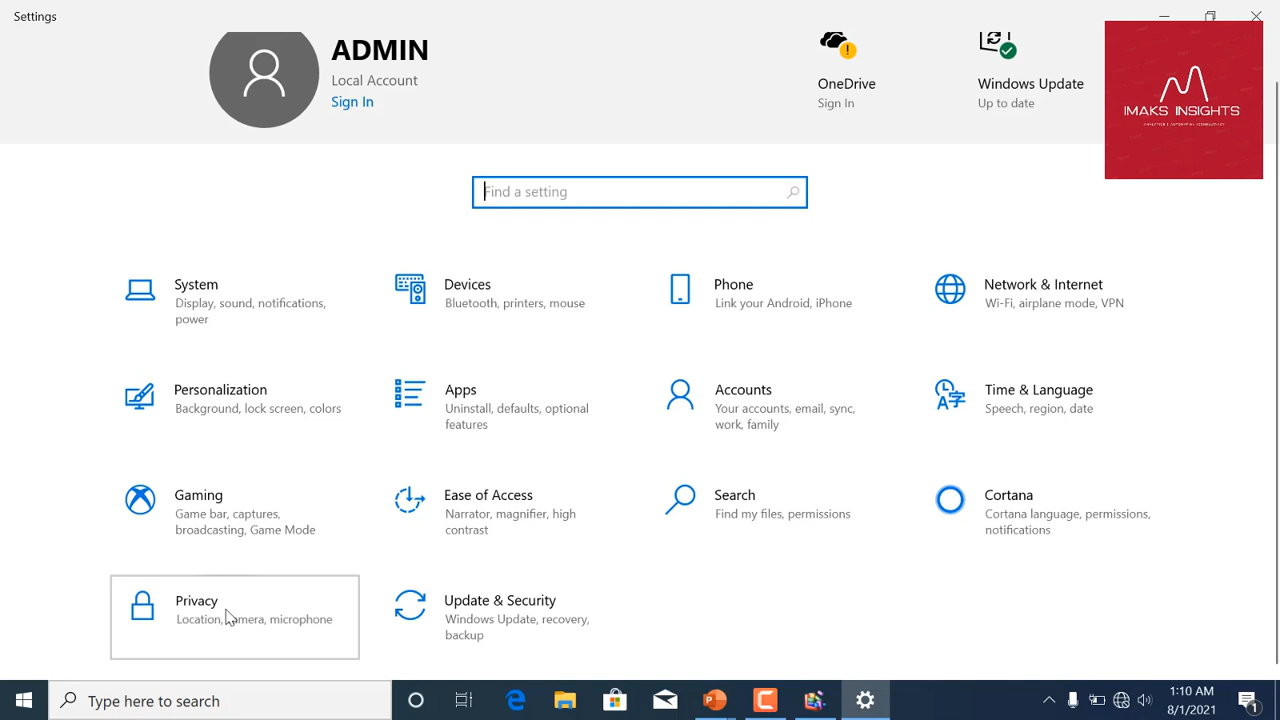 Settings
ADMIN
Local Account
Sign In
OneDrive
Sign In
Windows Update
Up to date
IMAKS INSIGHTS
Find a setting
System
Display, sound, notifications,
power
Devices
Bluetooth, printers, mouse
Phone
Link your Android, iPhone
Network & Internet
Wi-Fi, airplane mode, VPN
Personalization
Background, lock screen, colors
Apps
Uninstall, defaults, optional
features
Accounts
Your accounts, email, sync,
work, family
Time & Language
Speech, region, date
Gaming
Game bar, captures,
broadcasting, Game Mode
Ease of Access
Narrator, magnifier, high
contrast
Search
Find my files, permissions
Cortana
Cortana language, permissions,
notifications
Privacy
Location, camera, microphone
Update & Security
Windows Update, recovery,
backup
Type here to search
1:10 AM
8/1/2021
1